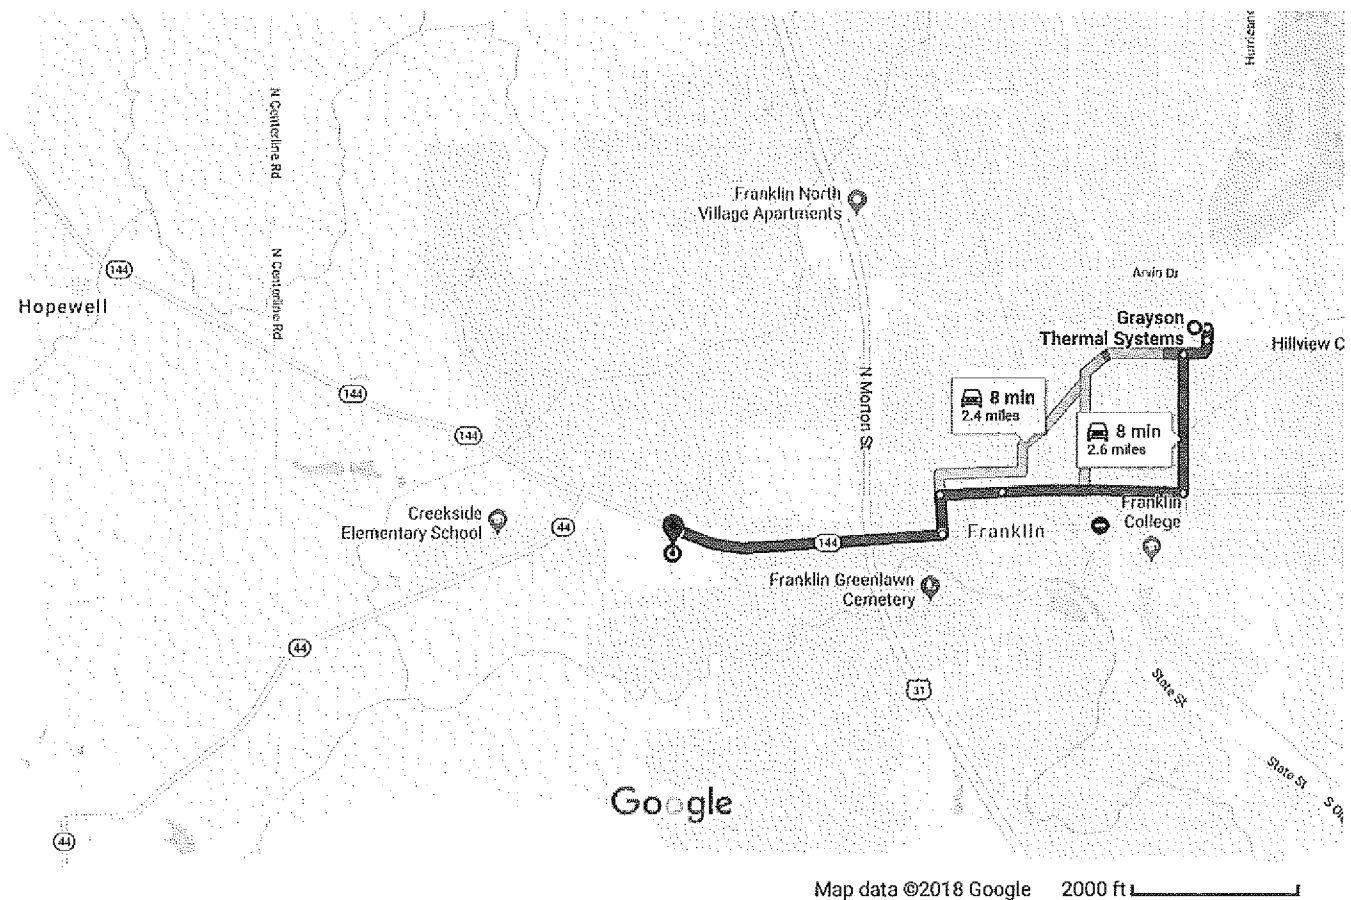 Hurricane
N Centerline Rd
Franklin North
Village Apartments
144
N Centerline Rd
Arvin Dr
Hopewell
Grayson
Thermal Systems
Hillview C
144
N Morton St
8 min
2.4 miles
8 min
2.6 miles
144
Franklin
College
Creekside
Elementary School
44
144
Franklin
Franklin Greenlawn
Cemetery
44
31
State St
State St
S Ol
Google
44
Map data ©2018 Google 2000 ft